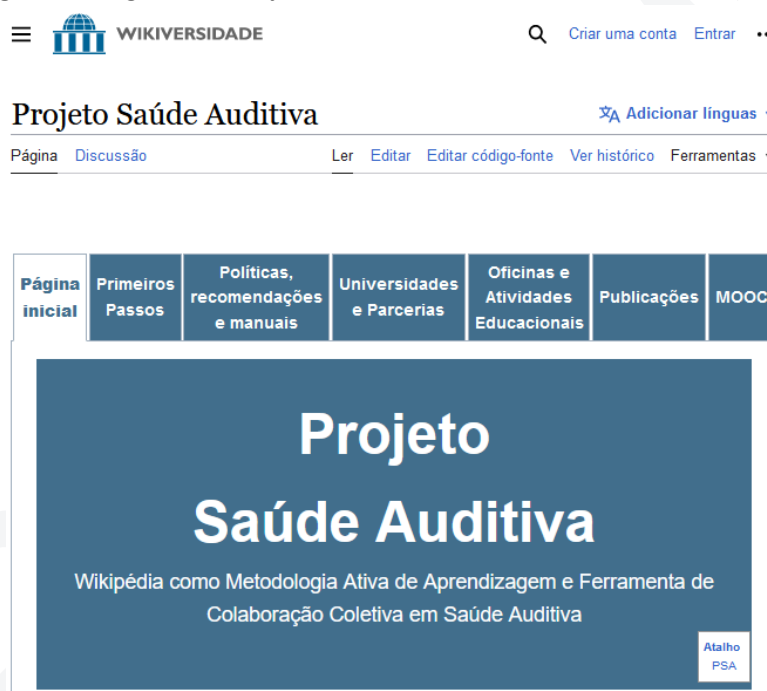 WIKIVERSIDADE
Criar uma conta Entrar
Projeto Saúde Auditiva
Adicionar línguas
Página Discussão Ler Editar Editar código-fonte Ver histórico Ferramentas
Página inicial
Primeiros Passos
Políticas, recomendações e manuais
Universidades e Parcerias
Oficinas e Atividades Educacionais
Publicações
MOOC
Projeto
Saúde Auditiva
Wikipédia como Metodologia Ativa de Aprendizagem e Ferramenta de
Colaboração Coletiva em Saúde Auditiva
Atalho
PSA